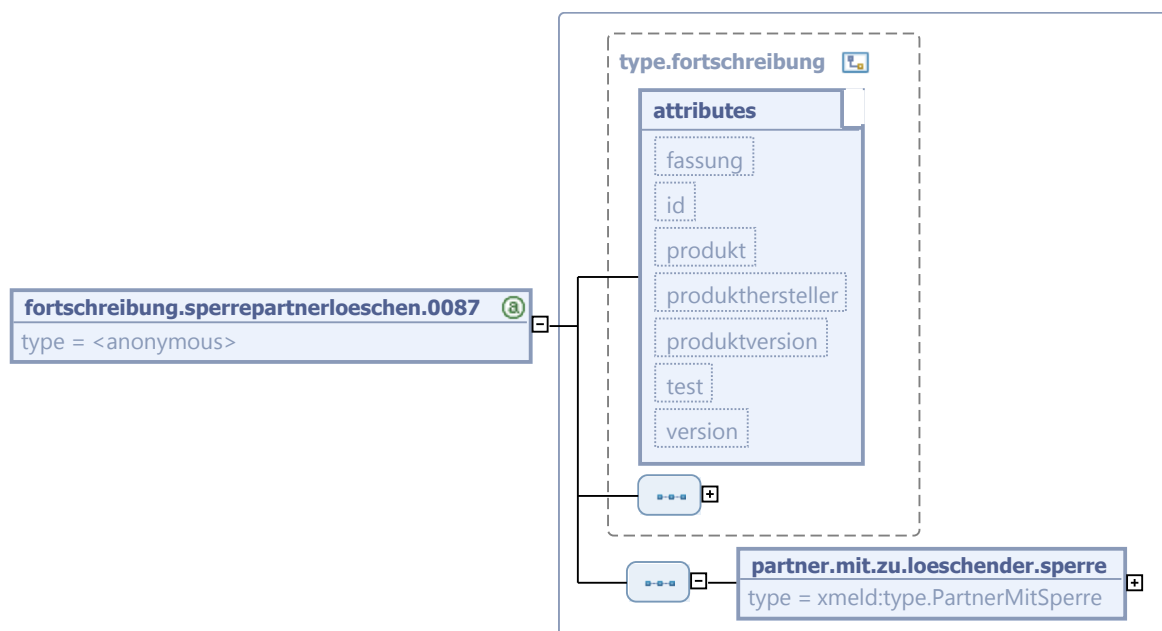 type.fortschreibung
attributes
fassung
id
produkt
produkthersteller
produktversion
test
version
fortschreibung.sperrepartnerloeschen.0087 a
type = <anonymous>
partner.mit.zu.loeschender.sperre
type = xmeld:type.PartnerMitSperre